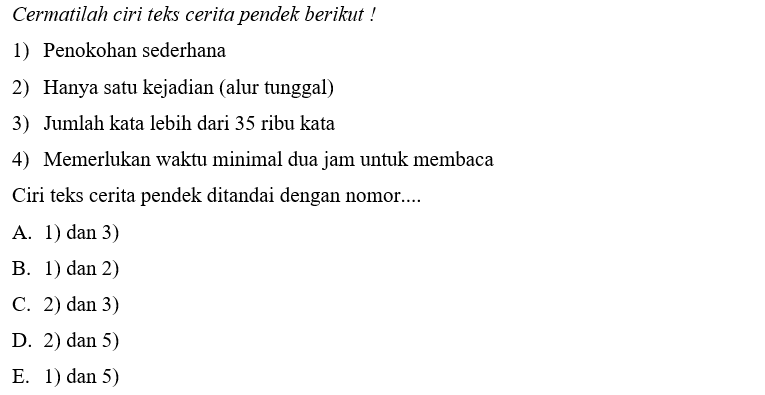 Cermatilah ciri teks cerita pendek berikut !
1) Penokohan sederhana
2) Hanya satu kejadian (alur tunggal)
3) Jumlah kata lebih dari 35 ribu kata
4) Memerlukan waktu minimal dua jam untuk membaca
Ciri teks cerita pendek ditandai dengan nomor....
A. 1) dan 3)
B. 1) dan 2)
C. 2) dan 3)
D. 2) dan 5)
E. 1) dan 5)